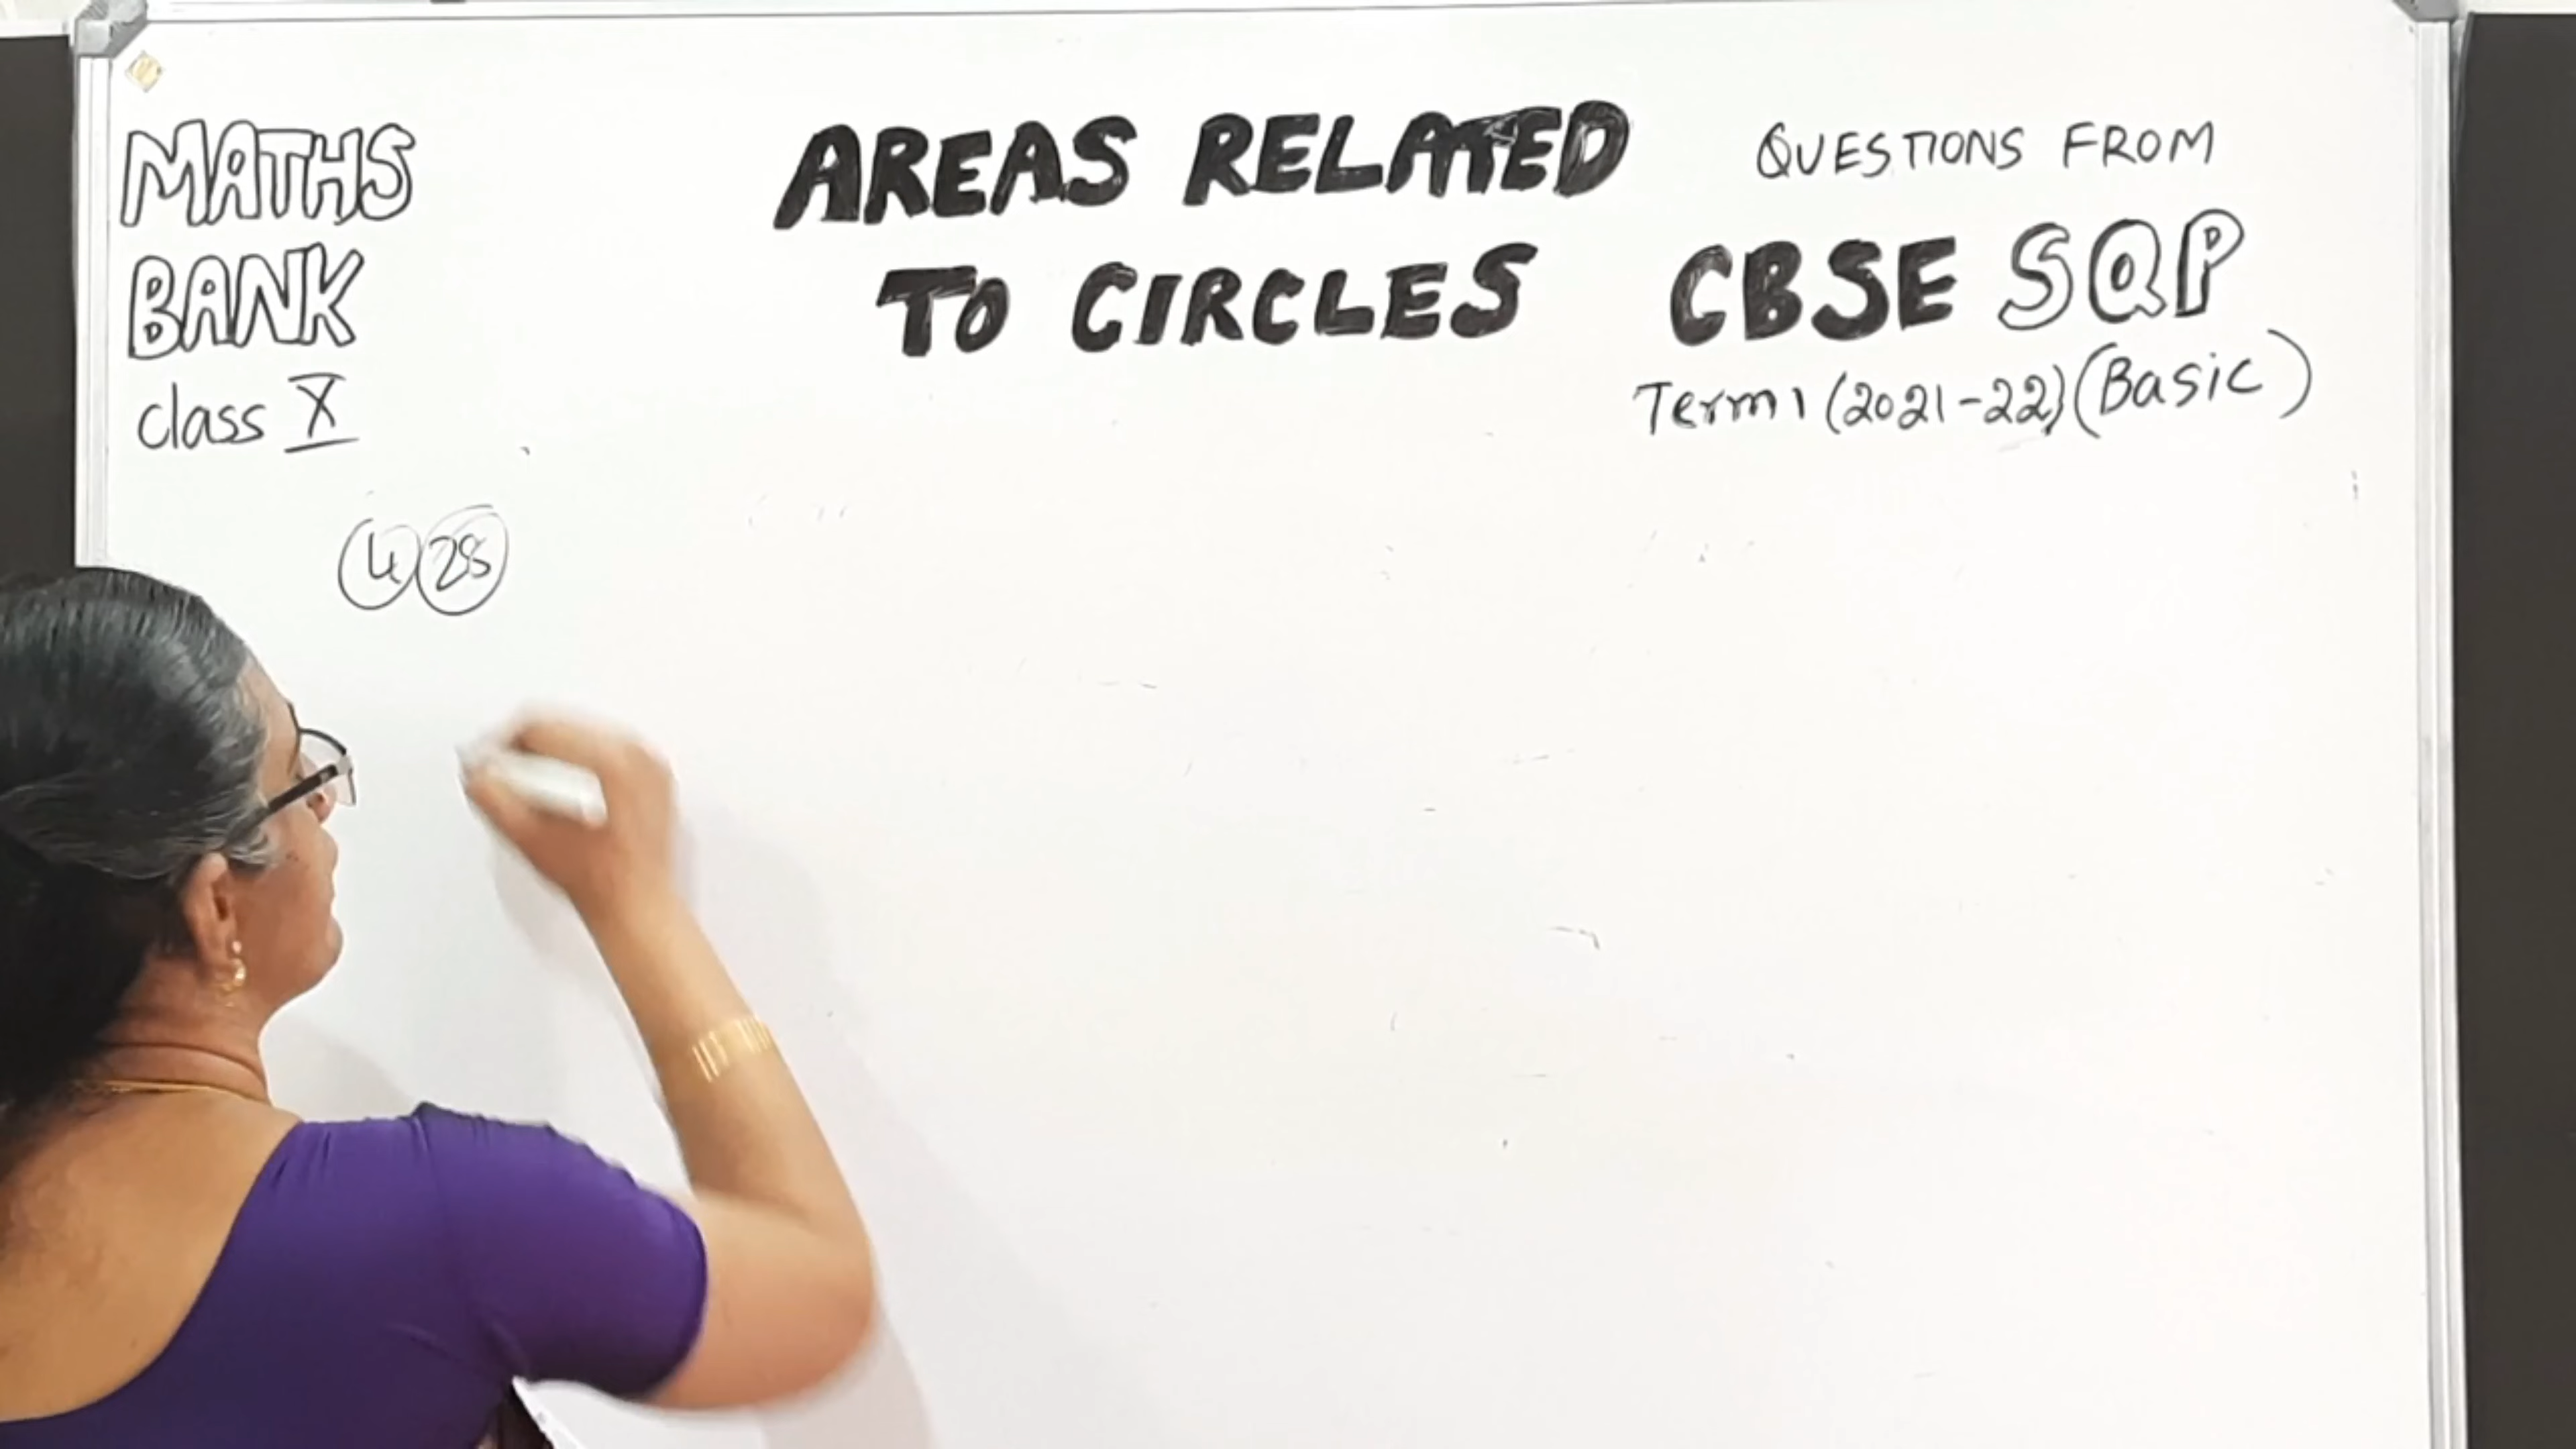 MATHS
BANK
class X
AREAS RELATED
TO CIRCLES
QUESTIONS FROM
CBSE SQP
Term 1 (2021-22) (Basic)
4 28